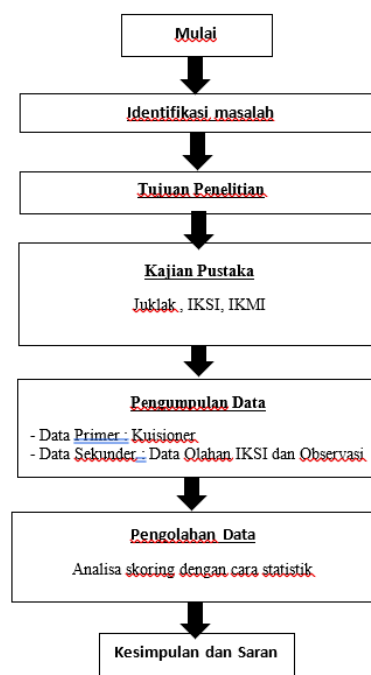 Mulai
Identifikasi masalah
Tujuan Penelitian
Kajian Pustaka
Juklak , IKSI, IKMI
Pengumpulan Data
- Data Primer : Kuisioner
- Data Sekunder : Data Olahan IKSI dan Observasi
Pengolahan Data
Analisa skoring dengan cara statistik
Kesimpulan dan Saran